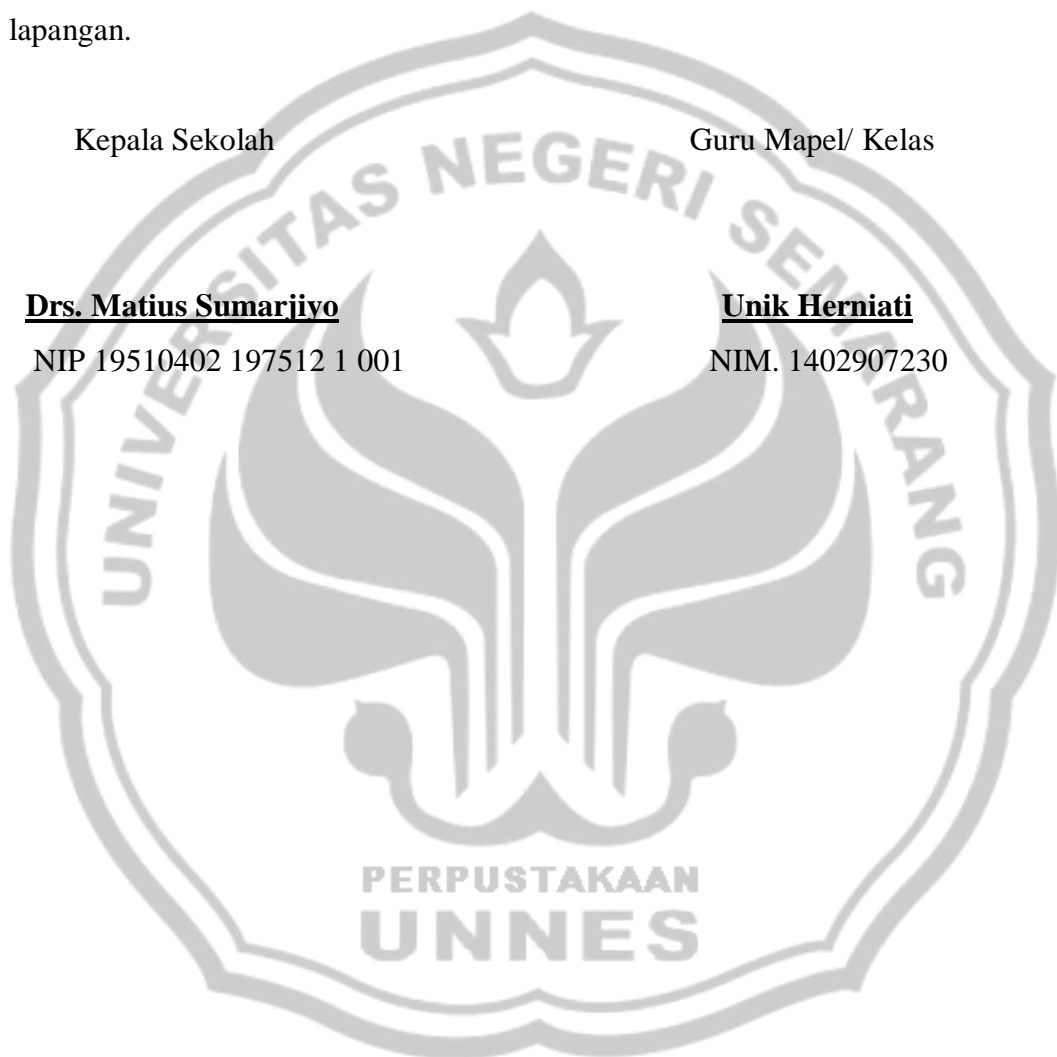 lapangan.
Kepala Sekolah Guru Mapel/ Kelas
Drs. Matius Sumarjiyo Unik Herniati
NIP 19510402 197512 1 001 NIM. 1402907230
UNIVERSITAS NEGERI SEMARANG
PERPUSTAKAAN
UNNES